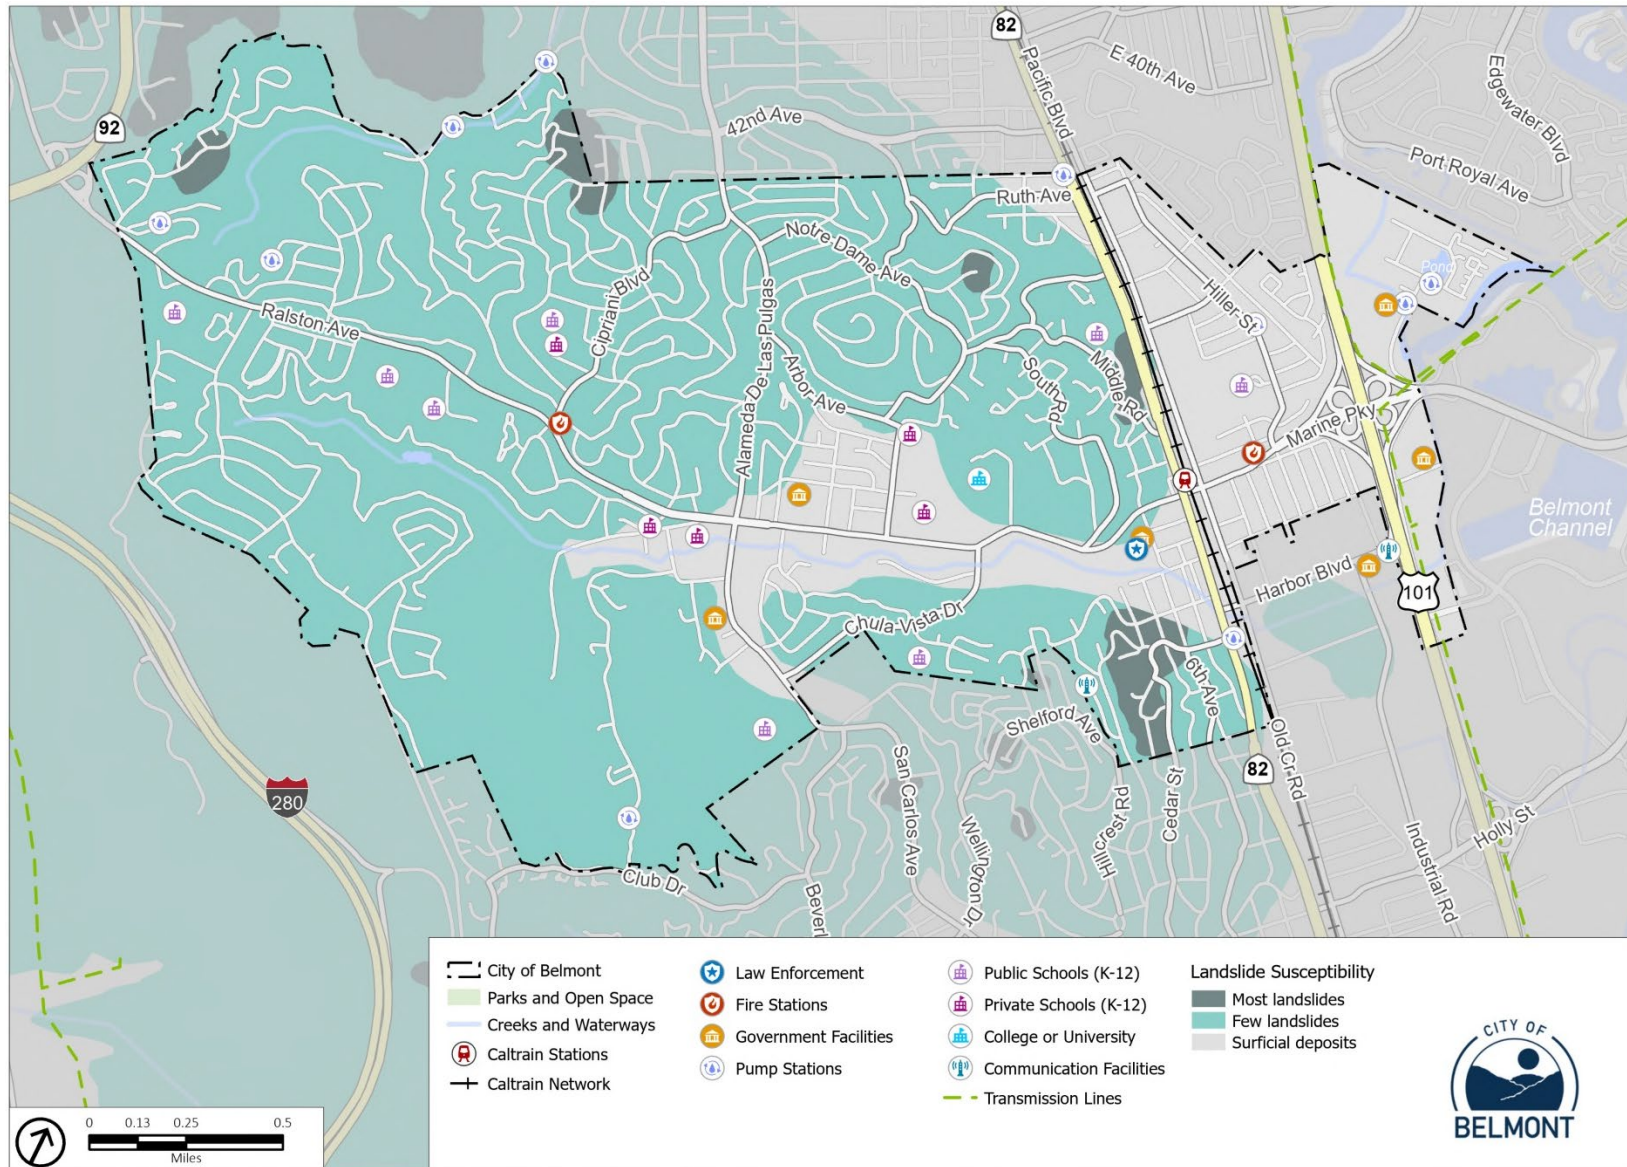 82
Pacific Blvd
E 40th Ave
Edgewater Blvd
92
42nd Ave
Port Royal Ave
Ruth Ave
Notre Dame Ave
Pond
Cipriani Blvd
Hiller St
Ralston Ave
Alameda De Las Pulgas
Arbor Ave
South Rd
Middle Rd
Marine Pky
Belmont
Channel
Harbor Blvd
101
Chula Vista Dr
6th Ave
Shelford Ave
Old Cr Rd
82
280
San Carlos Ave
Wellington Dr
Hillcrest Rd
Cedar St
Industrial Rd
Holly St
Club Dr
Beverl
City of Belmont
Parks and Open Space
Creeks and Waterways
Caltrain Stations
Caltrain Network
Law Enforcement
Fire Stations
Government Facilities
Pump Stations
Public Schools (K-12)
Private Schools (K-12)
College or University
Communication Facilities
Transmission Lines
Landslide Susceptibility
Most landslides
Few landslides
Surficial deposits
CITY OF
BELMONT
0 0.13 0.25 0.5
Miles